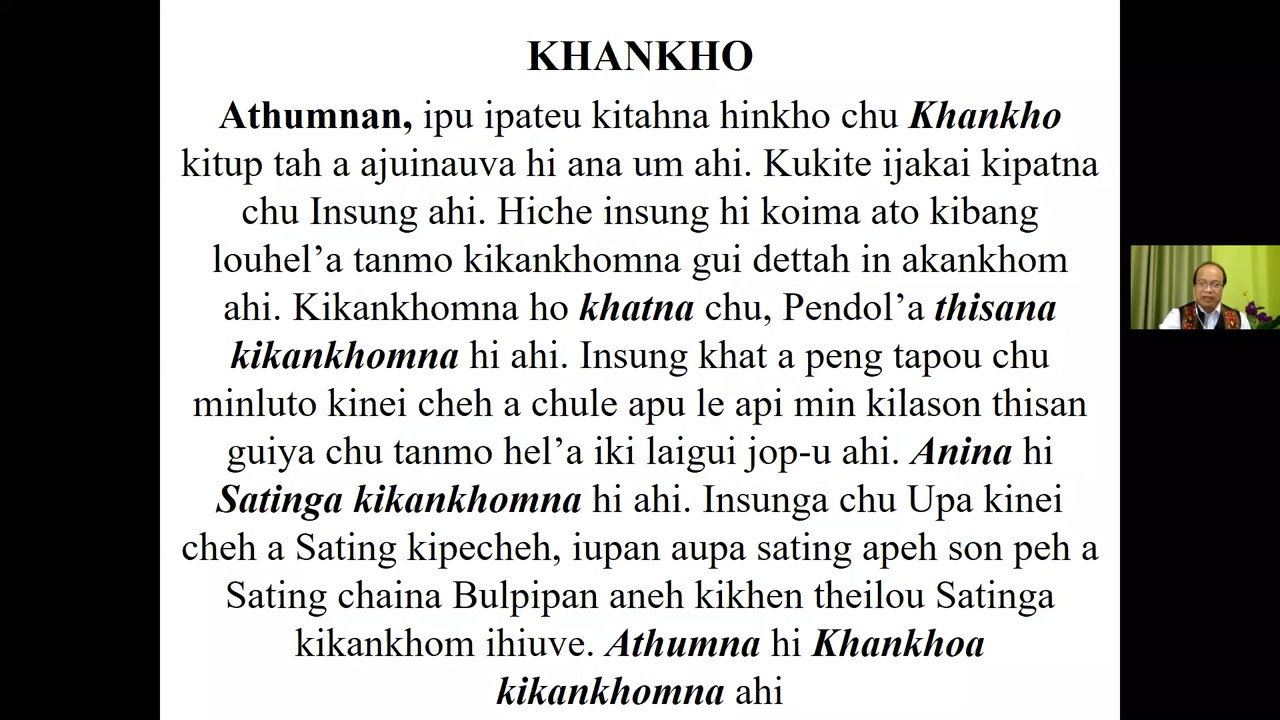 KHANKHO
Athumnan, ipu ipateu kitahna hinkho chu Khankho
kitup tah a ajuinauva hi ana um ahi. Kukite ijakai kipatna
chu Insung ahi. Hiche insung hi koima ato kibang
louhel’a tanmo kikankhomna gui dettah in akankhom
ahi. Kikankhomna ho khatna chu, Pendol’a thisana
kikankhomna hi ahi. Insung khat a peng tapou chu
minluto kinei cheh a chule apu le api min kilason thisan
guiya chu tanmo hel’a iki laigui jop-u ahi. Anina hi
Satinga kikankhomna hi ahi. Insunga chu Upa kinei
cheh a Sating kipecheh, iupan aupa sating apeh son peh a
Sating chaina Bulpipan aneh kikhen theilou Satinga
kikankhom ihiuve. Athumna hi Khankhoa
kikankhomna ahi